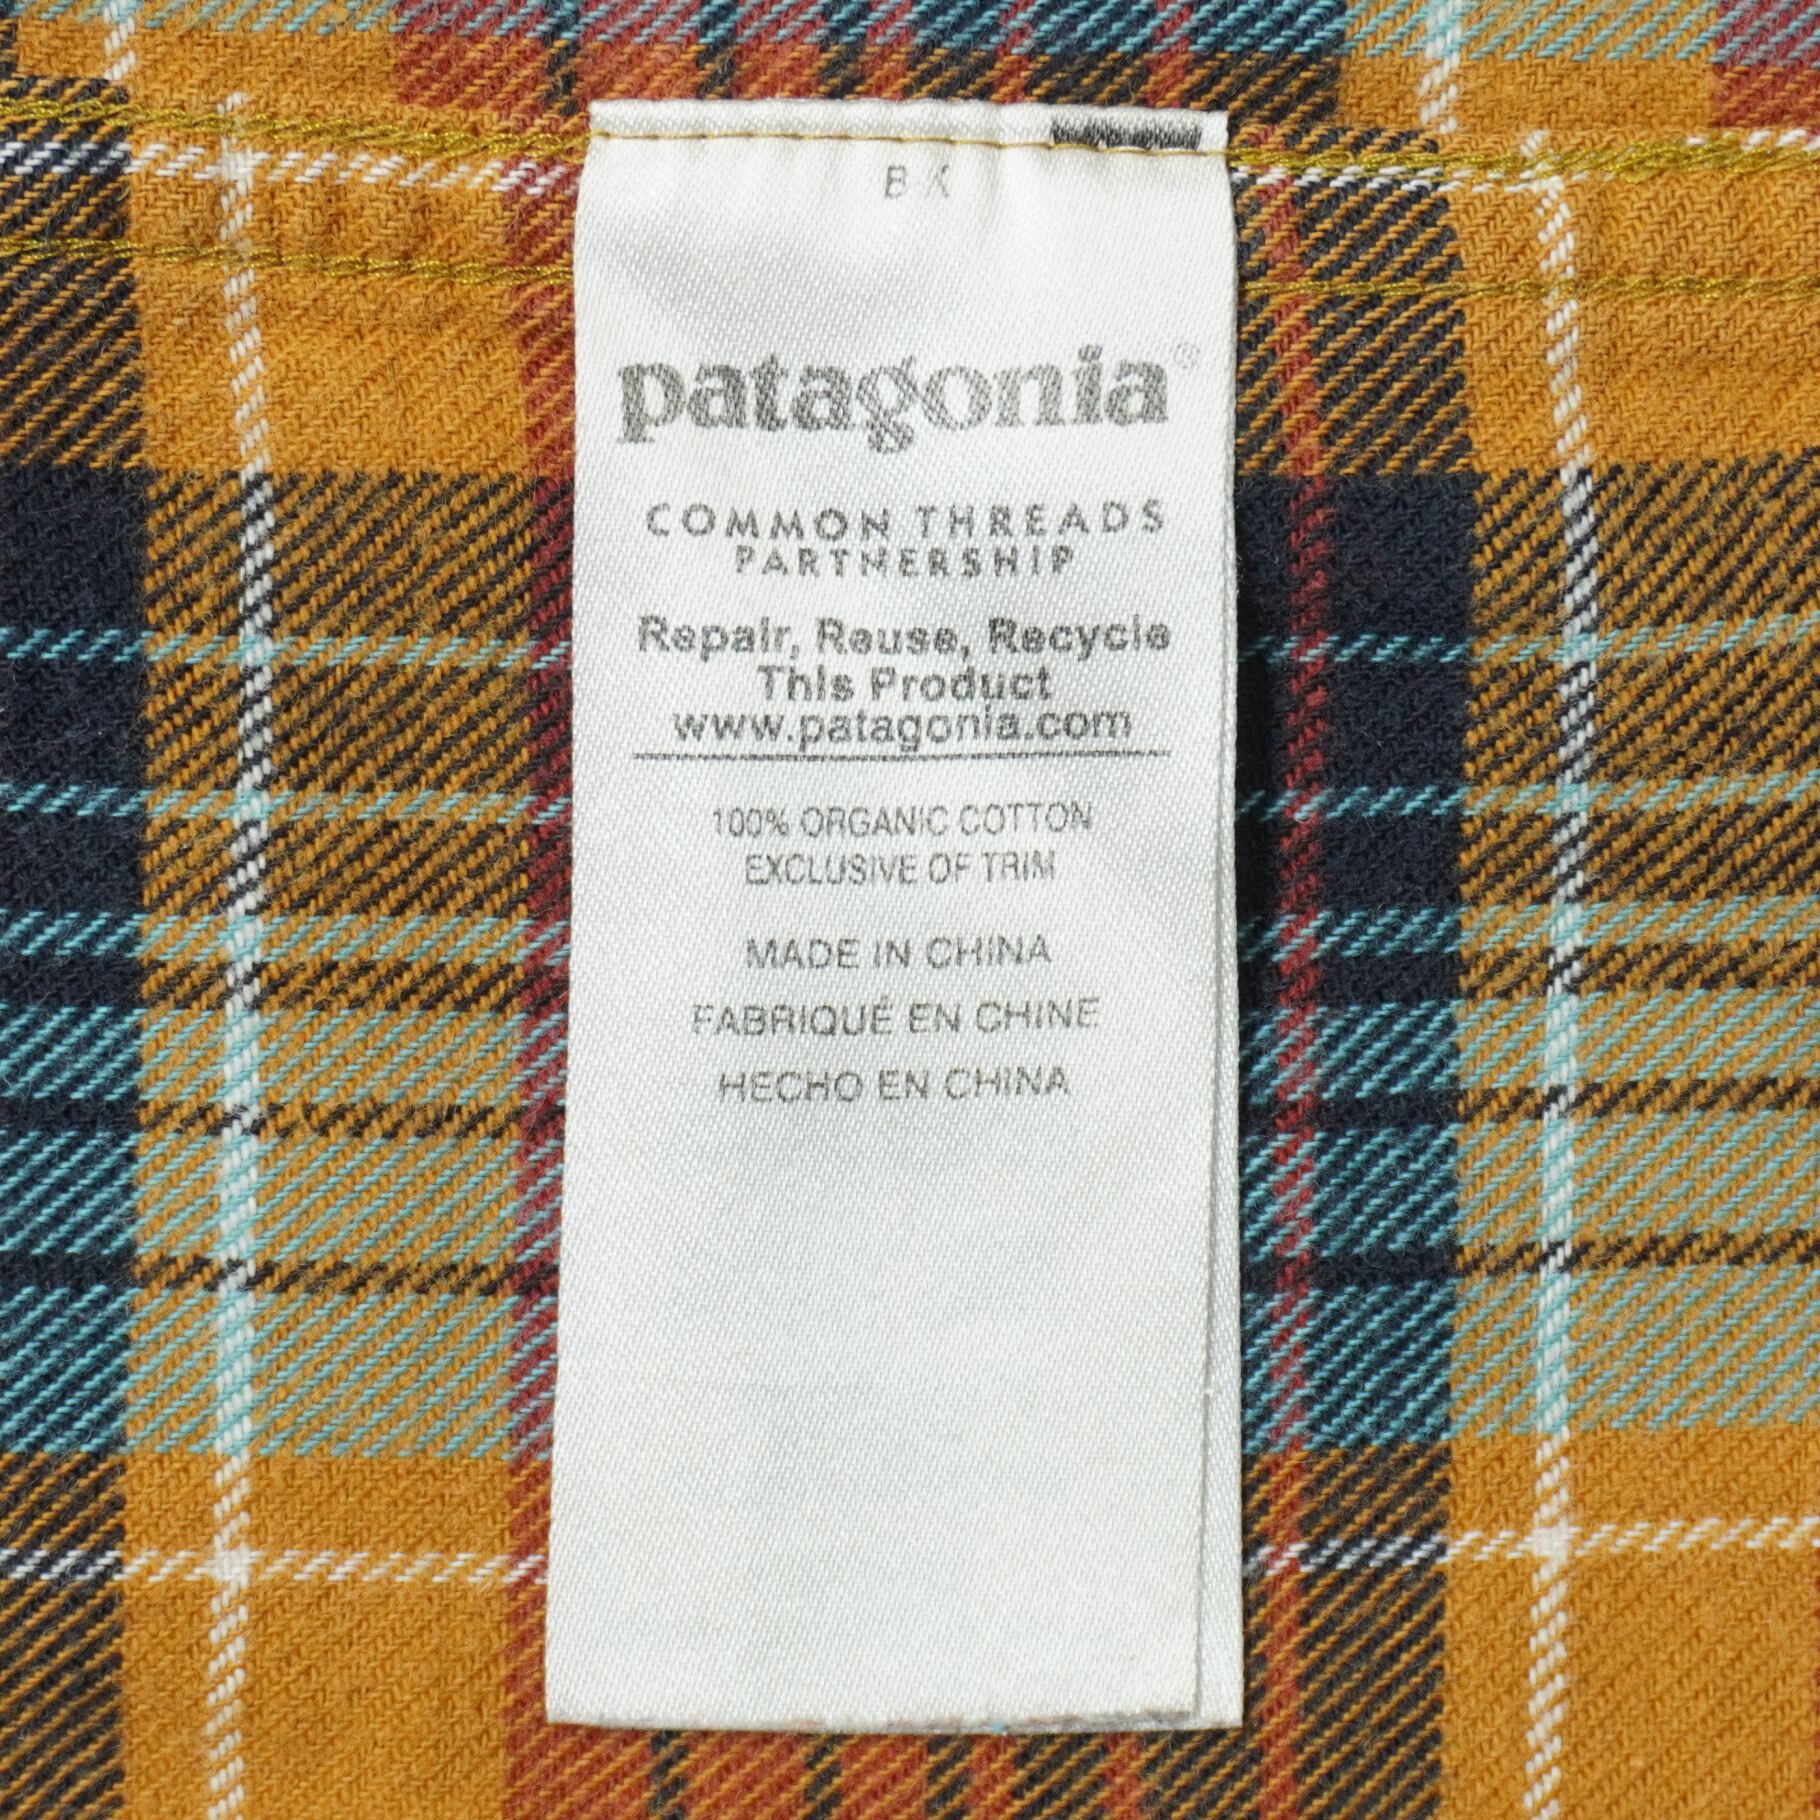 BK
patagonia®
COMMON THREADS
PARTNERSHIP
Repair, Reuse, Recycle
This Product
www.patagonia.com
100% ORGANIC COTTON
EXCLUSIVE OF TRIM
MADE IN CHINA
FABRIQUÉ EN CHINE
HECHO EN CHINA